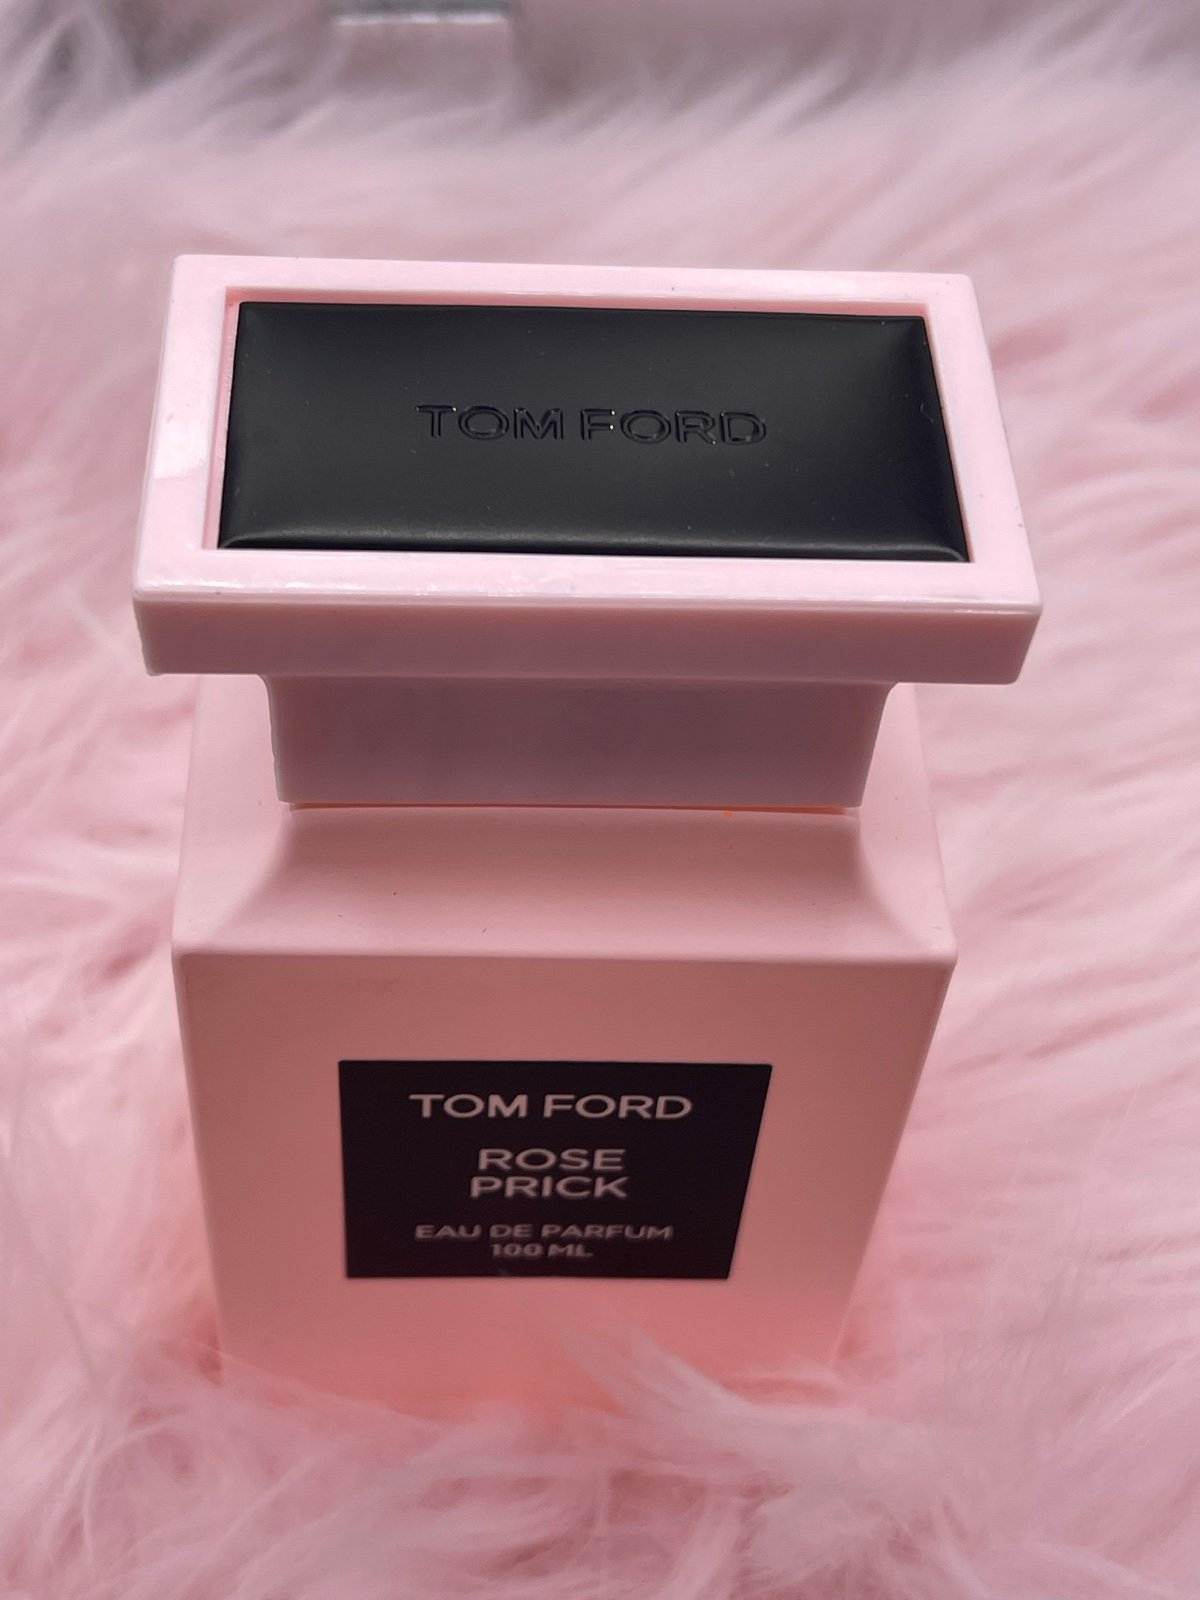 TOM FORD
TOM FORD
ROSE
PRICK
EAU DE PARFUM
100 ML